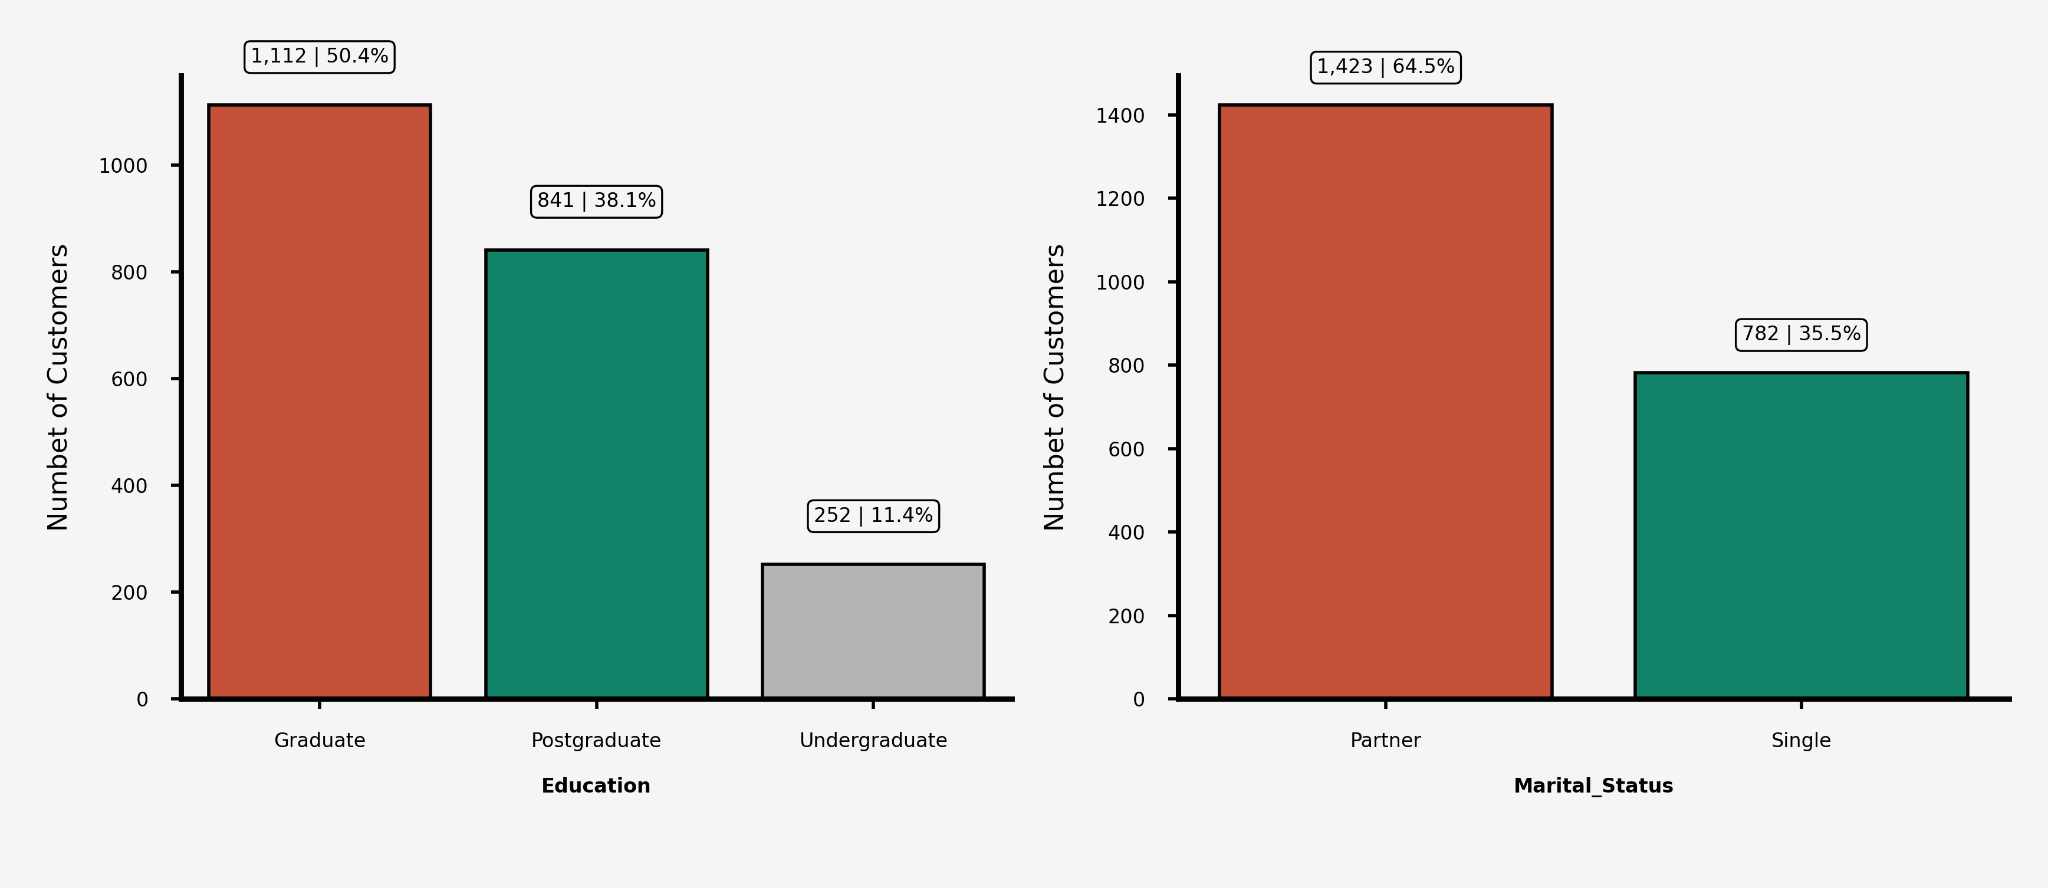 1,112 | 50.4%
841 | 38.1%
252 | 11.4%
1000
800
600
400
200
0
Numbet of Customers
Graduate
Postgraduate
Undergraduate
Education
1,423 | 64.5%
782 | 35.5%
1400
1200
1000
800
600
400
200
0
Numbet of Customers
Partner
Single
Marital_Status